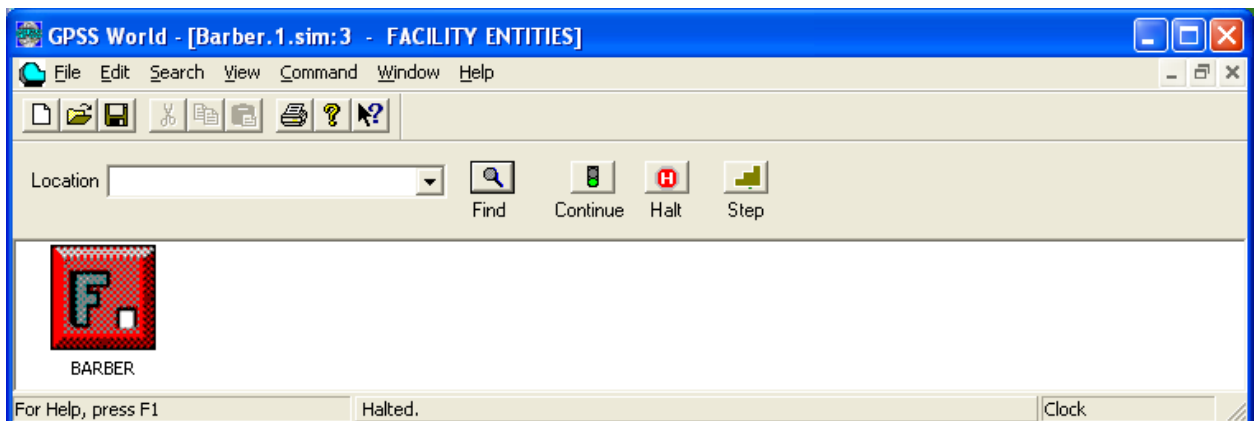 GPSS World - [Barber.1.sim:3 - FACILITY ENTITIES]
File Edit Search View Command Window Help
Location
Find Continue Halt Step
F.
BARBER
For Help, press F1 Halted. Clock